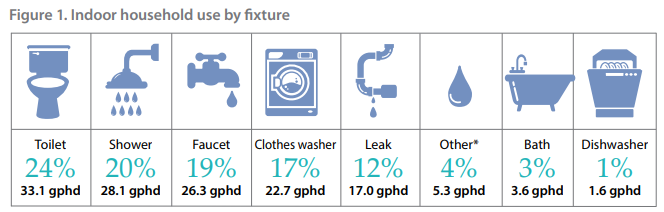 Figure 1. Indoor household use by fixture
Toilet
24%
33.1 gphd
Shower
20%
28.1 gphd
Faucet
19%
26.3 gphd
Clothes washer
17%
22.7 gphd
Leak
12%
17.0 gphd
Other*
4%
5.3 gphd
Bath
3%
3.6 gphd
Dishwasher
1%
1.6 gphd